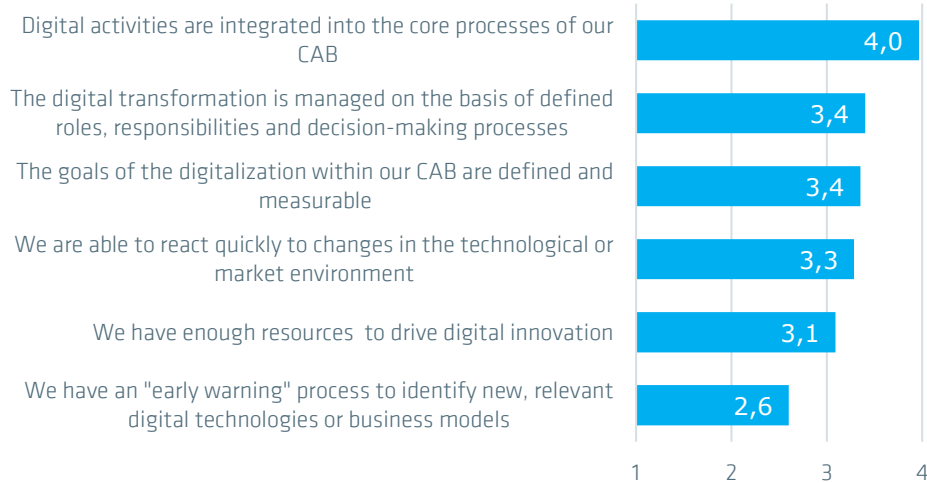 Digital activities are integrated into the core processes of our
CAB
4,0
The digital transformation is managed on the basis of defined
roles, responsibilities and decision-making processes
3,4
The goals of the digitalization within our CAB are defined and
measurable
3,4
We are able to react quickly to changes in the technological or
market environment
3,3
We have enough resources  to drive digital innovation
3,1
We have an "early warning" process to identify new, relevant
digital technologies or business models
2,6
1 2 3 4